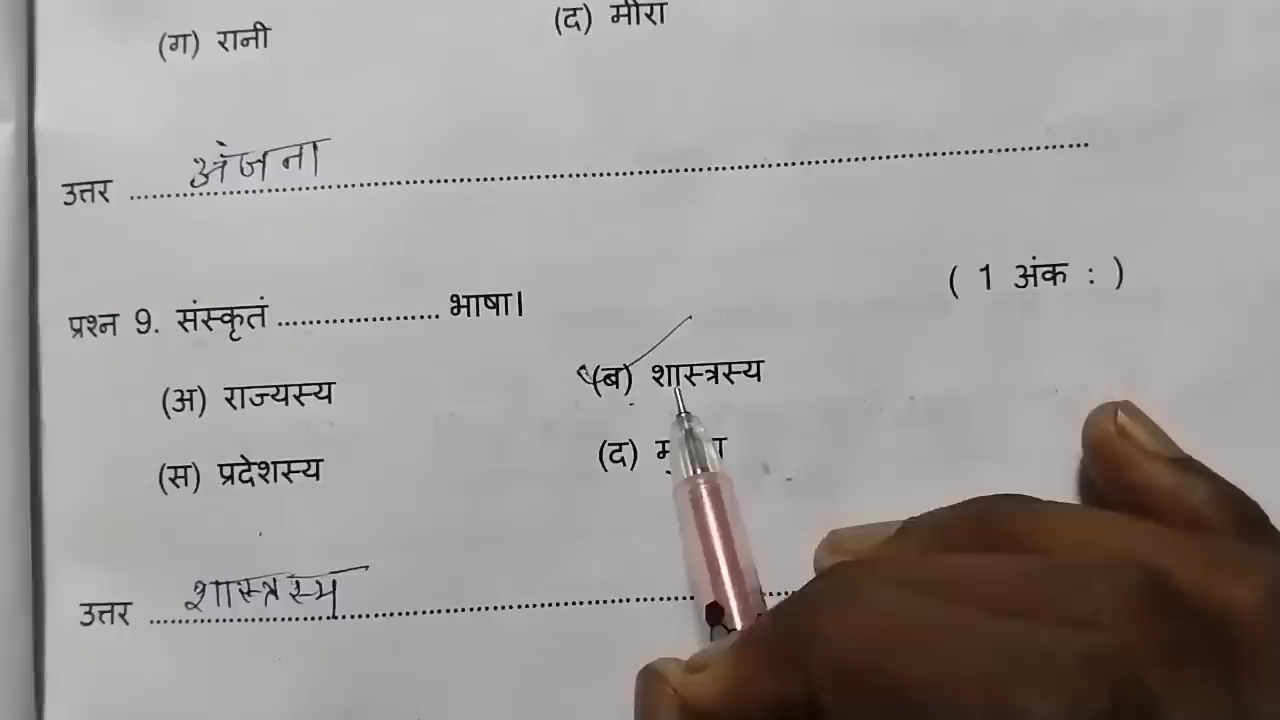 (ग) रानी (द) मीरा
उत्तर अंजना
प्रश्न 9. संस्कृतं .................... भाषा। ( 1 अंक : )
(अ) राज्यस्य (ब) शास्त्रस्य
(स) प्रदेशस्य (द)
उत्तर शास्त्रस्य